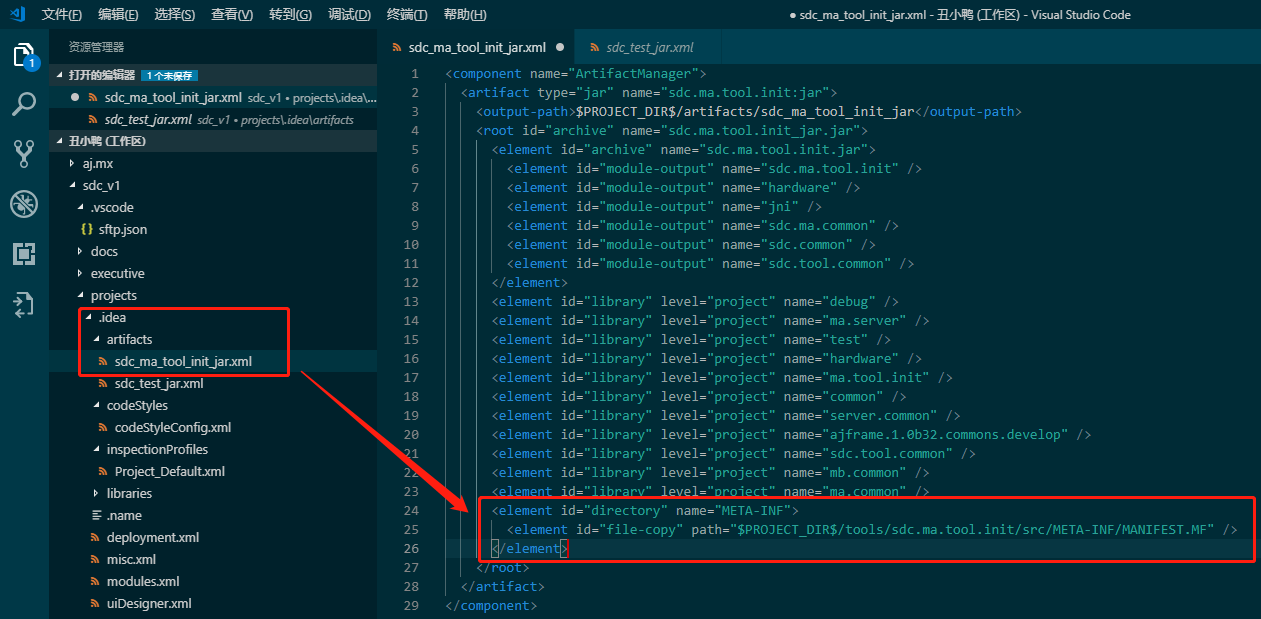 文件(F) 编辑(E) 选择(S) 查看(V) 转到(G) 调试(D) 终端(T) 帮助(H)
● sdc_ma_tool_init_jar.xml - 丑小鸭 (工作区) - Visual Studio Code
1
资源管理器
打开的编辑器 1 个未保存
sdc_ma_tool_init_jar.xml sdc_v1 • projects\.idea\...
sdc_test_jar.xml sdc_v1 • projects\.idea\artifacts
丑小鸭 (工作区)
aj.mx
sdc_v1
.vscode
{} sftp.json
docs
executive
projects
.idea
artifacts
sdc_ma_tool_init_jar.xml
sdc_test_jar.xml
codeStyles
codeStyleConfig.xml
inspectionProfiles
Project_Default.xml
libraries
.name
deployment.xml
misc.xml
modules.xml
uiDesigner.xml
sdc_ma_tool_init_jar.xml ● sdc_test_jar.xml
1 <component name="ArtifactManager">
2 <artifact type="jar" name="sdc.ma.tool.init:jar">
3 <output-path>$PROJECT_DIR$/artifacts/sdc_ma_tool_init_jar</output-path>
4 <root id="archive" name="sdc.ma.tool.init_jar.jar">
5 <element id="archive" name="sdc.ma.tool.init.jar">
6 <element id="module-output" name="sdc.ma.tool.init" />
7 <element id="module-output" name="hardware" />
8 <element id="module-output" name="jni" />
9 <element id="module-output" name="sdc.ma.common" />
10 <element id="module-output" name="sdc.common" />
11 <element id="module-output" name="sdc.tool.common" />
12 </element>
13 <element id="library" level="project" name="debug" />
14 <element id="library" level="project" name="ma.server" />
15 <element id="library" level="project" name="test" />
16 <element id="library" level="project" name="hardware" />
17 <element id="library" level="project" name="ma.tool.init" />
18 <element id="library" level="project" name="common" />
19 <element id="library" level="project" name="server.common" />
20 <element id="library" level="project" name="ajframe.1.0b32.commons.develop" />
21 <element id="library" level="project" name="sdc.tool.common" />
22 <element id="library" level="project" name="mb.common" />
23 <element id="library" level="project" name="ma.common" />
24 <element id="directory" name="META-INF">
25 <element id="file-copy" path="$PROJECT_DIR$/tools/sdc.ma.tool.init/src/META-INF/MANIFEST.MF" />
26 </element>
27 </root>
28 </artifact>
29 </component>